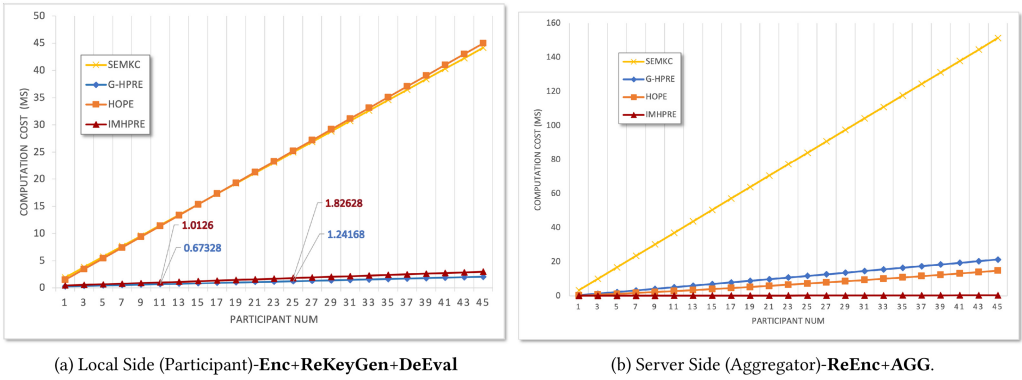 50
45
40
35
30
25
20
15
10
5
0
COMPUTATION COST (MS)
SEMKC
G-HPRE
HOPE
IMHPRE
1.0126
0.67328
1.82628
1.24168
1 3 5 7 9 11 13 15 17 19 21 23 25 27 29 31 33 35 37 39 41 43 45
PARTICIPANT NUM
(a) Local Side (Participant)-Enc+ReKeyGen+DeEval
160
140
120
100
80
60
40
20
0
COMPUTATION COST (MS)
SEMKC
G-HPRE
HOPE
IMHPRE
1 3 5 7 9 11 13 15 17 19 21 23 25 27 29 31 33 35 37 39 41 43 45
PARTICIPANT NUM
(b) Server Side (Aggregator)-ReEnc+AGG.